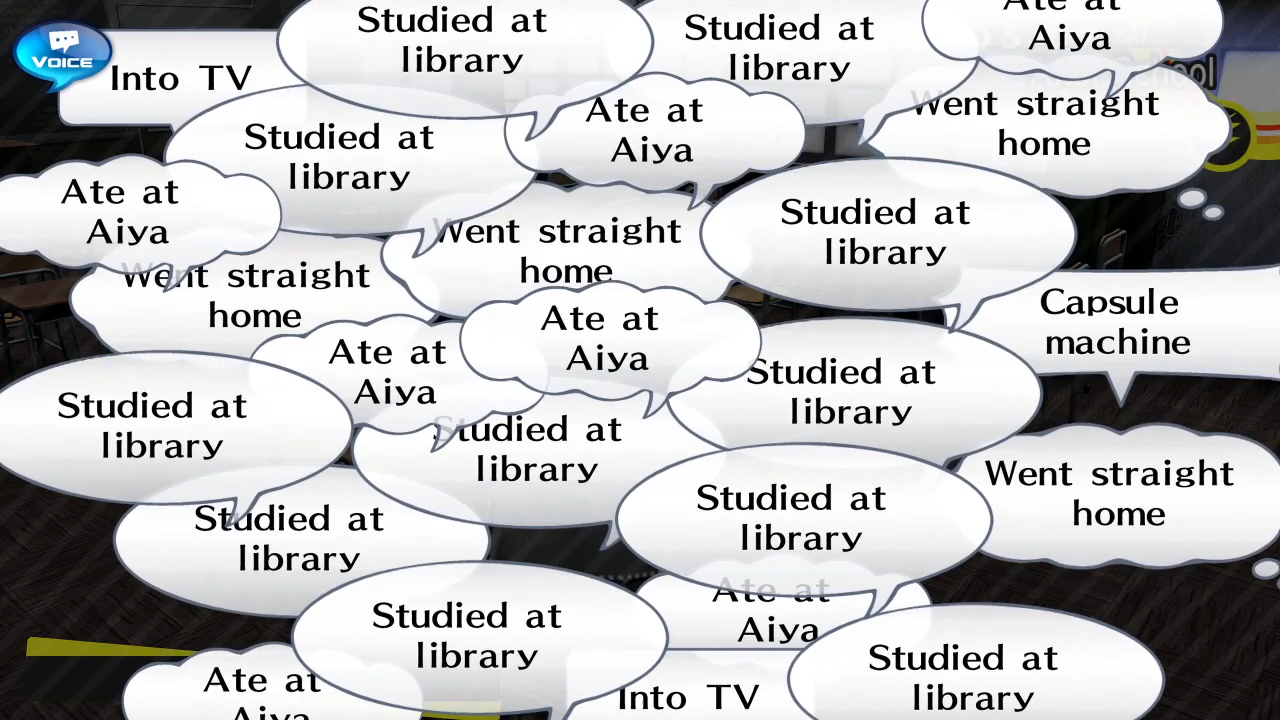 VOICE
Into TV
Studied at
library
Studied at
library
Ate at
Aiya
Studied at
library
Ate at
Aiya
Went straight
home
Ate at
Aiya
Went straight
home
Studied at
library
Went straight
home
Ate at
Aiya
Ate at
Aiya
Capsule
machine
Studied at
library
Studied at
library
Studied at
library
Went straight
home
Studied at
library
Studied at
library
Ate at
Aiya
Studied at
library
Studied at
library
Ate at
Aiya
Into TV